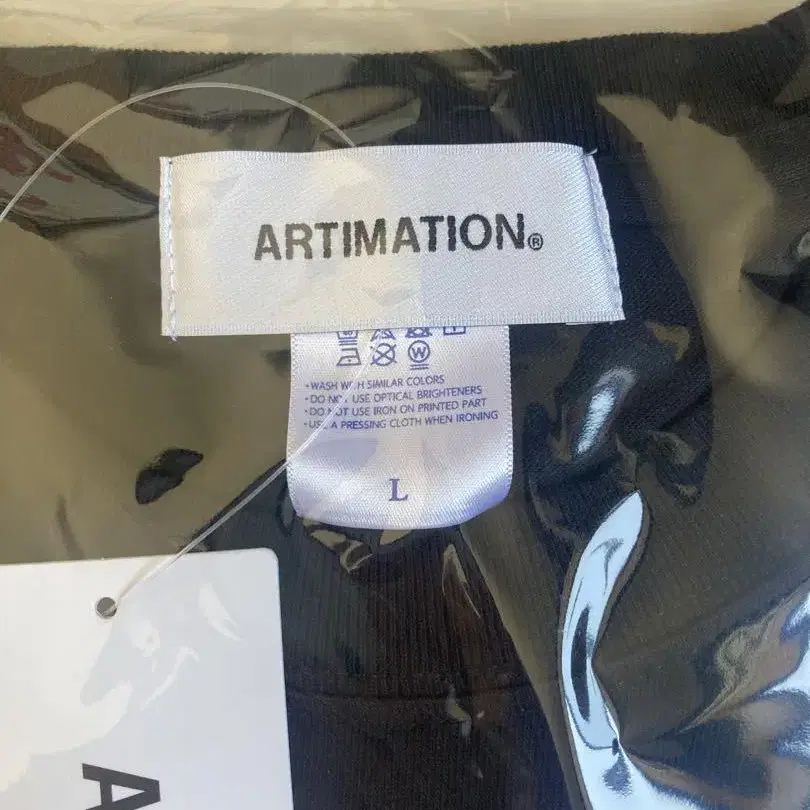 ARTIMATION®
• WASH WITH SIMILAR COLORS
• DO NOT USE OPTICAL BRIGHTENERS
• DO NOT USE IRON ON PRINTED PART
• USE A PRESSING CLOTH WHEN IRONING
L
A